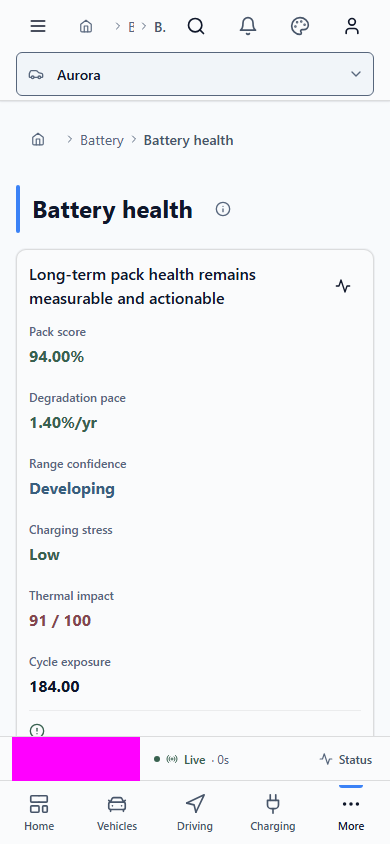 B B.
Aurora
Battery Battery health
Battery health
Long-term pack health remains
measurable and actionable
Pack score
94.00%
Degradation pace
1.40%/yr
Range confidence
Developing
Charging stress
Low
Thermal impact
91 / 100
Cycle exposure
184.00
Live · 0s Status
Home Vehicles Driving Charging More